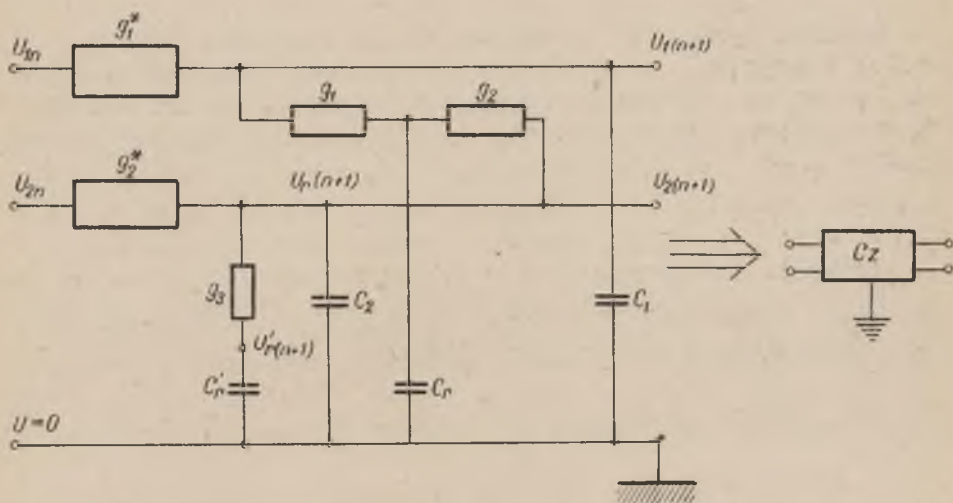 g₁*
U₁ₙ
U₁₍ₙ₊₁₎
g₁
g₂
g₂*
U₂ₙ
Uᵣ(n+1)
U₂(n+1)
Cz
g₃
C₂
C₁
U'ᵣ(n+1)
C'ᵣ
Cᵣ
U=0